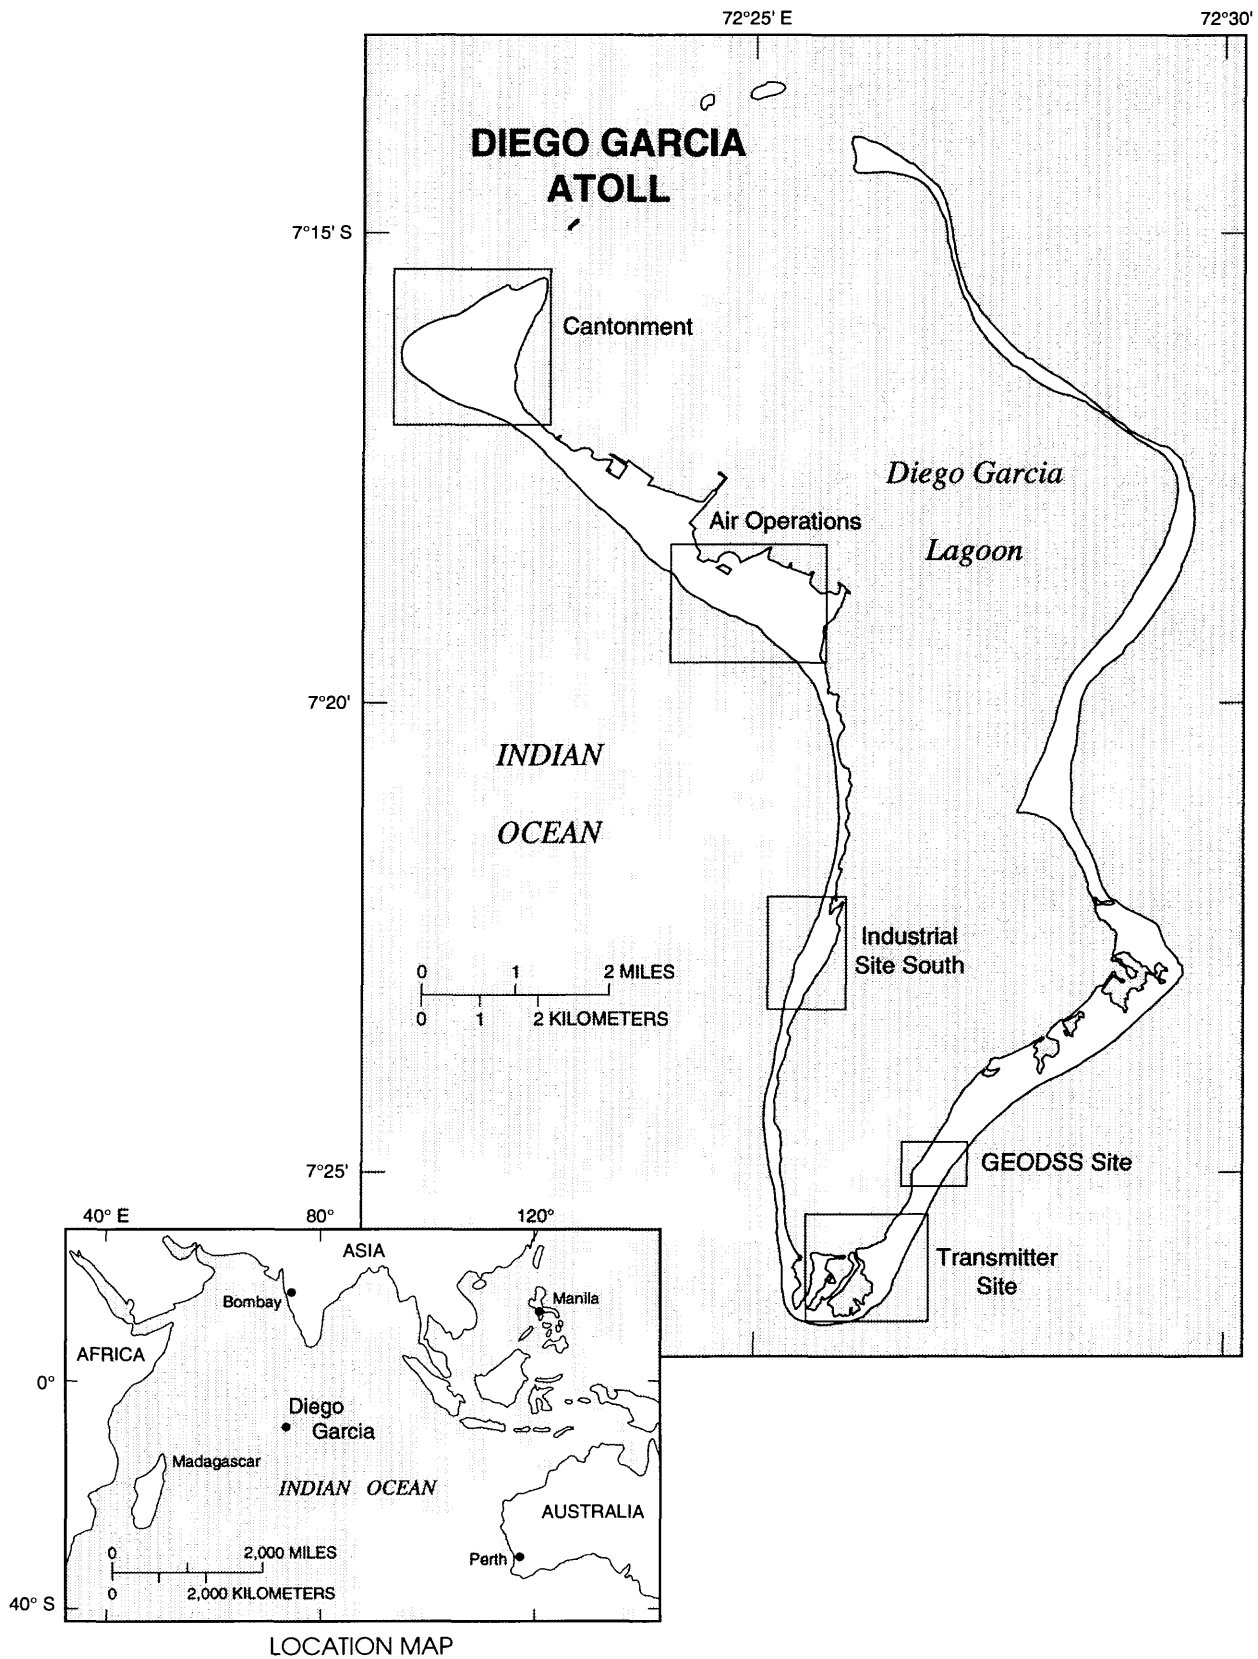 72°25' E
72°30'
DIEGO GARCIA
ATOLL
7°15' S
Cantonment
Diego Garcia
Lagoon
Air Operations
7°20'
INDIAN
OCEAN
Industrial
Site South
0 1 2 MILES
0 1 2 KILOMETERS
7°25'
GEODSS Site
Transmitter
Site
40° E
80°
120°
ASIA
Bombay
Manila
AFRICA
0°
Diego
Garcia
Madagascar
INDIAN OCEAN
AUSTRALIA
Perth
0 2,000 MILES
0 2,000 KILOMETERS
40° S
LOCATION MAP